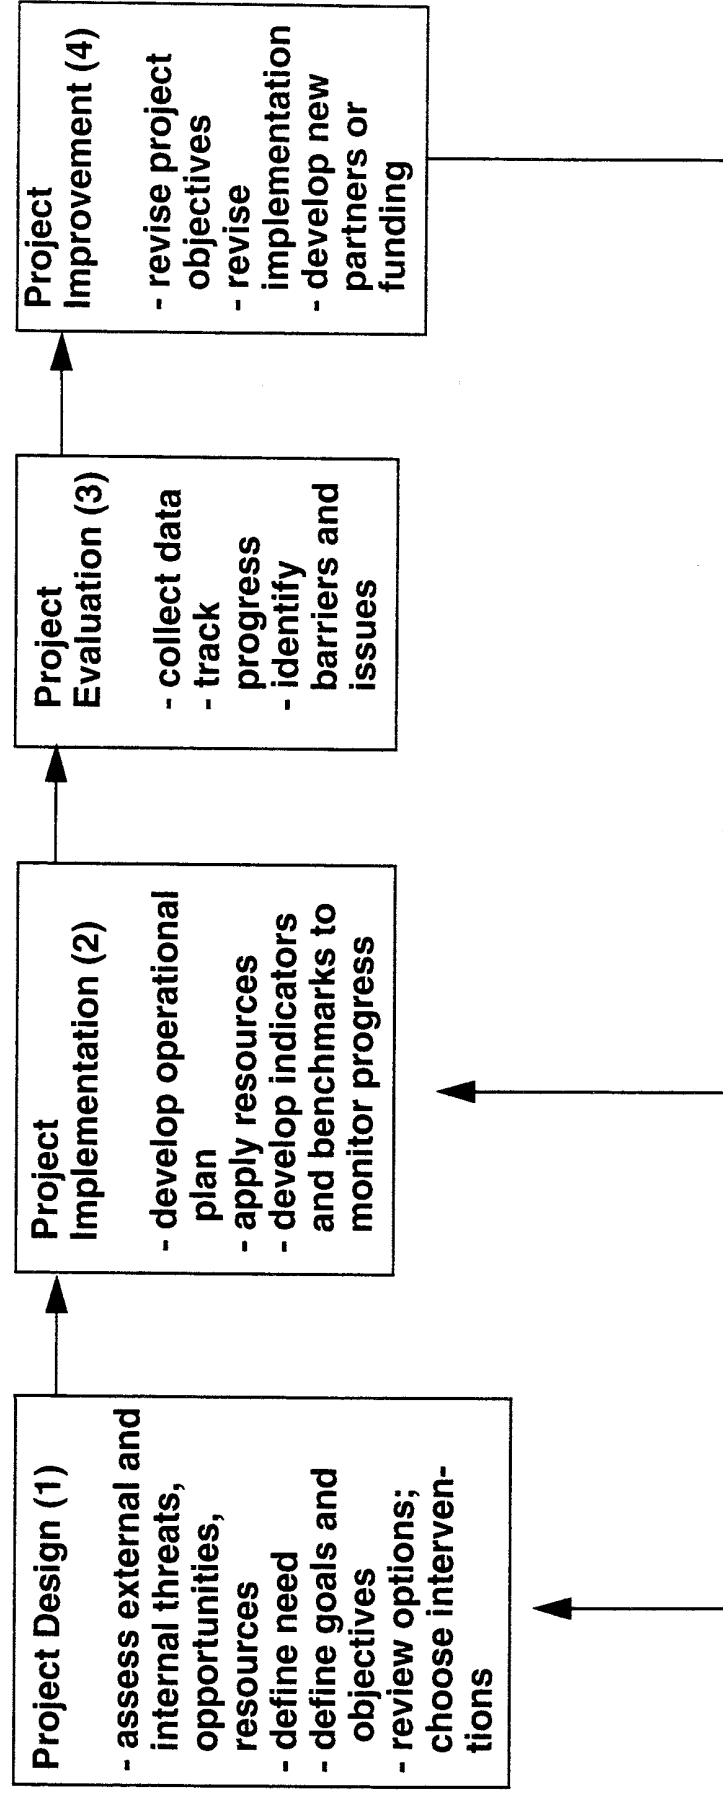 Project Design (1)
- assess external and
internal threats,
opportunities,
resources
- define need
- define goals and
objectives
- review options;
choose interven-
tions
Project
Implementation (2)
- develop operational
plan
- apply resources
- develop indicators
and benchmarks to
monitor progress
Project
Evaluation (3)
- collect data
- track
progress
- identify
barriers and
issues
Project
Improvement (4)
- revise project
objectives
- revise
implementation
- develop new
partners or
funding